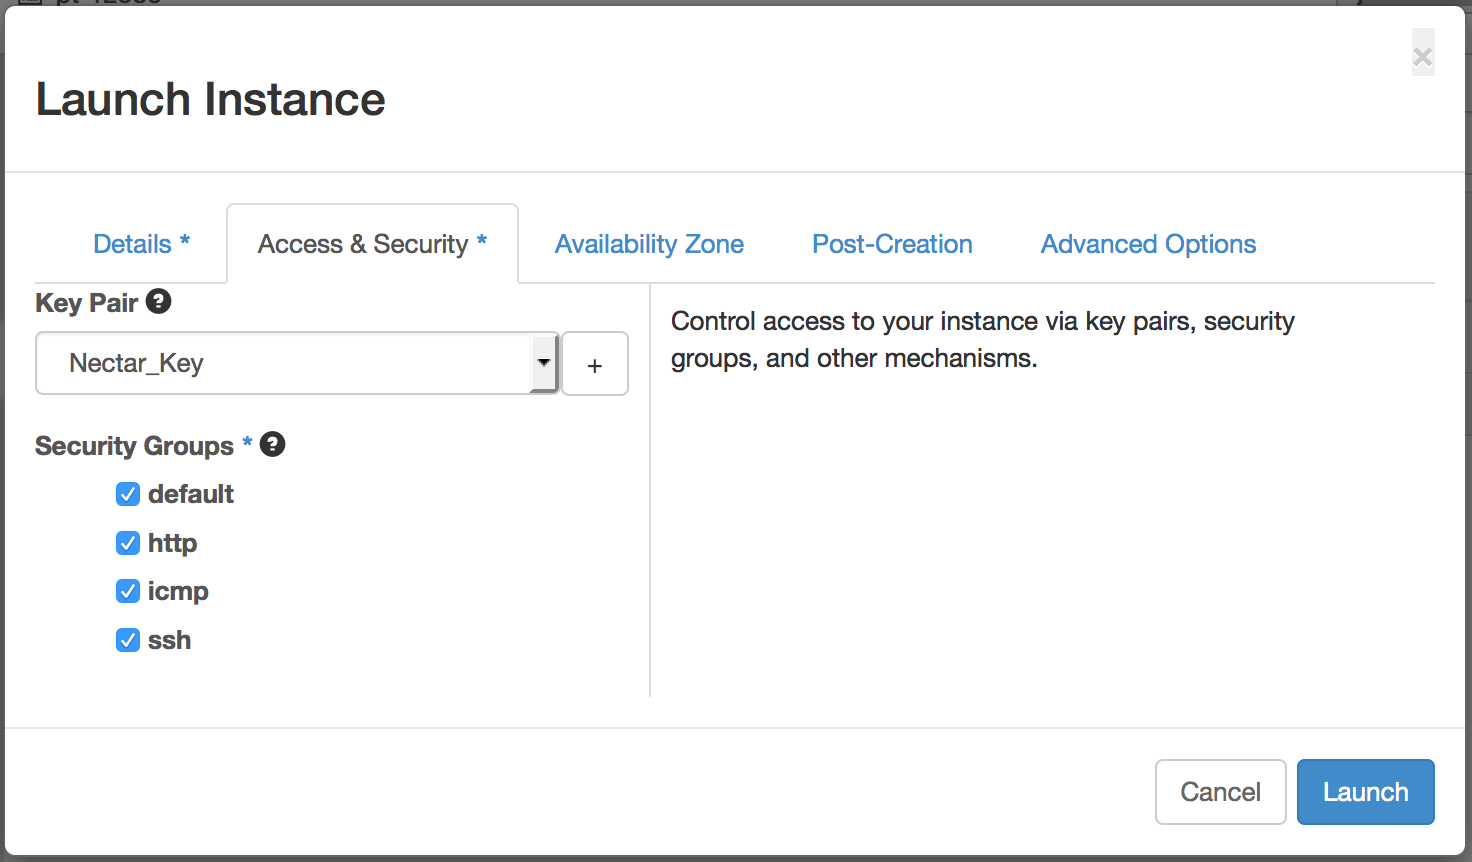 Launch Instance
×
Details *
Access & Security *
Availability Zone
Post-Creation
Advanced Options
Key Pair ?
Nectar_Key
+
Security Groups * ?
default
http
icmp
ssh
Control access to your instance via key pairs, security
groups, and other mechanisms.
Cancel
Launch